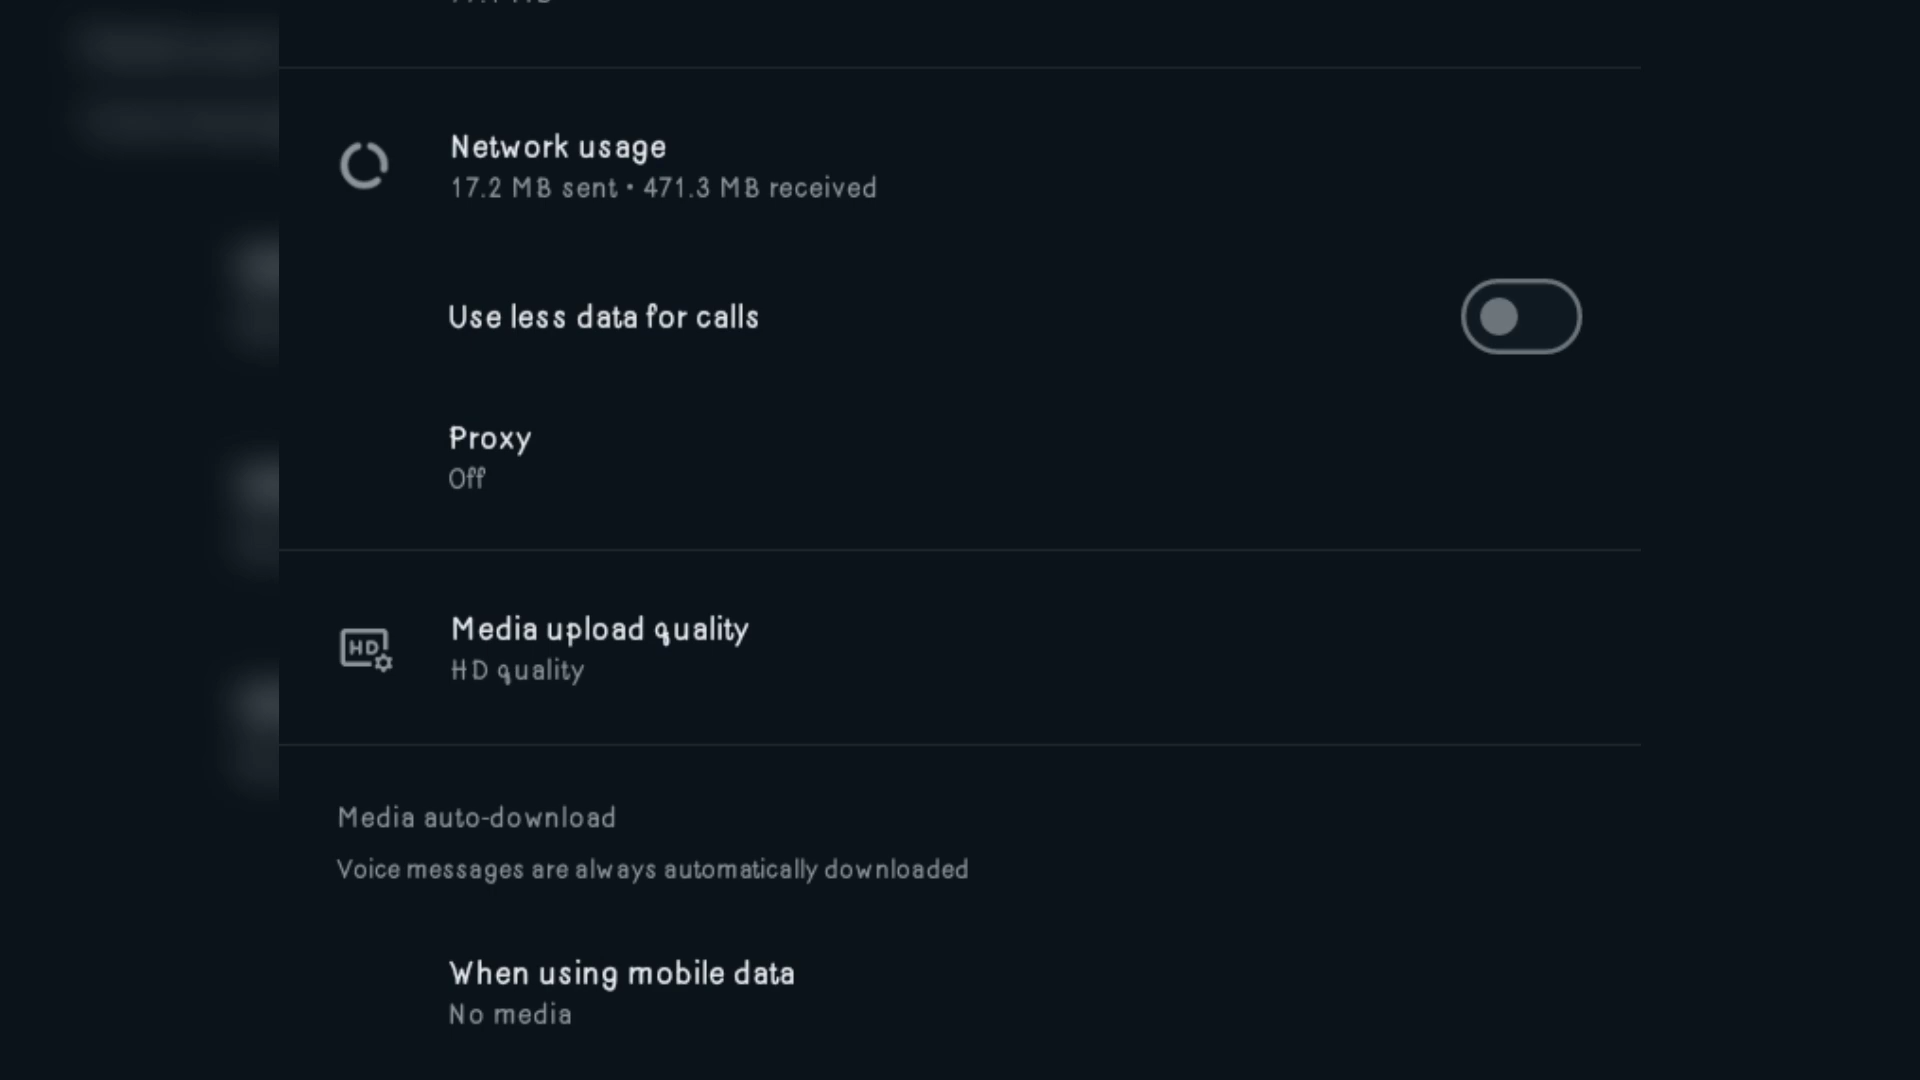 Network usage
17.2 MB sent • 471.3 MB received
Use less data for calls
Proxy
Off
HD
Media upload quality
HD quality
Media auto-download
Voice messages are always automatically downloaded
When using mobile data
No media